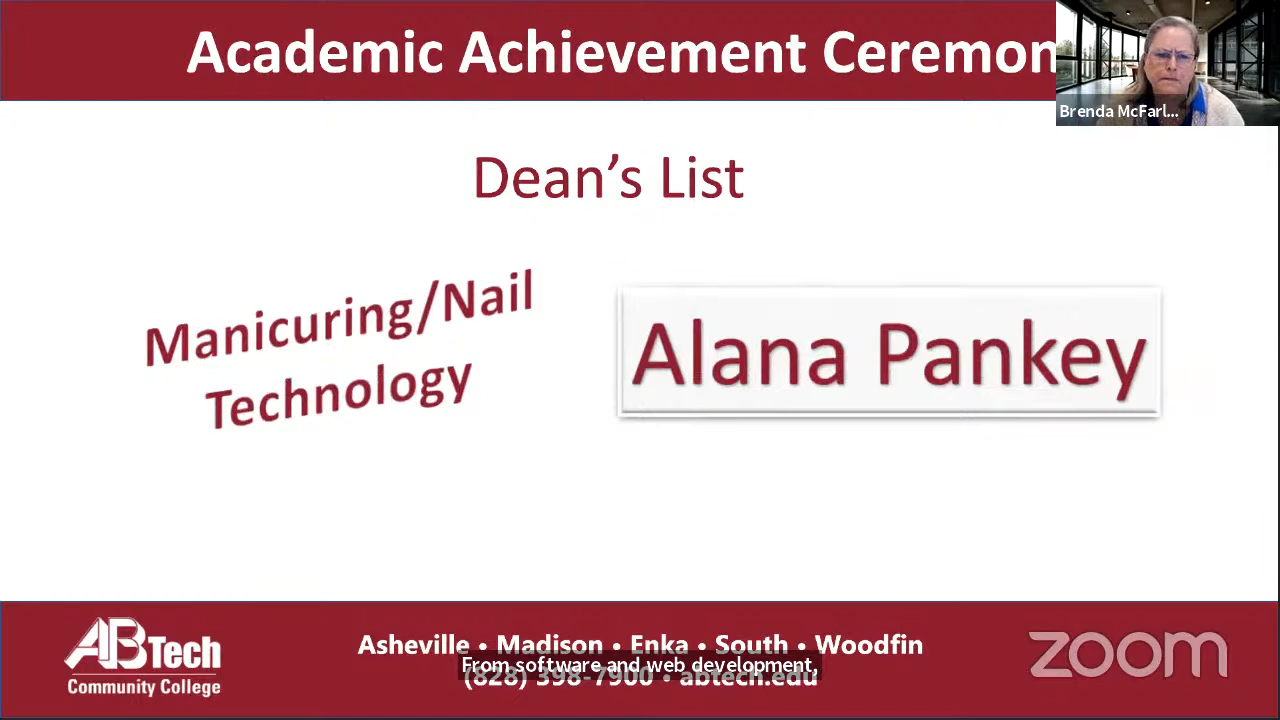 Academic Achievement Ceremon
Brenda McFarl...
Dean's List
Manicuring/Nail
Technology
Alana Pankey
AB Tech
Community College
Asheville • Madison • Enka • South • Woodfin
(828) 398-7900 • abtech.edu
From software and web development,
zoom